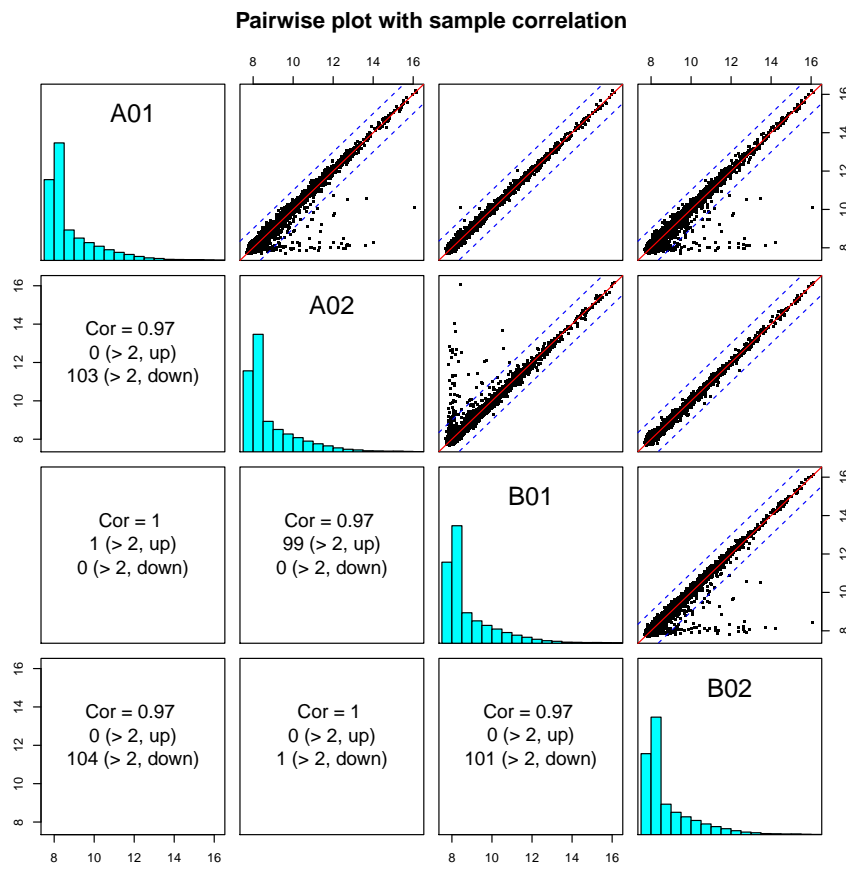 Pairwise plot with sample correlation
8 10 12 14 16
8 10 12 14 16
A01
16
14
12
10
8
16
14
12
10
8
Cor = 0.97
0 (> 2, up)
103 (> 2, down)
A02
Cor = 1
1 (> 2, up)
0 (> 2, down)
Cor = 0.97
99 (> 2, up)
0 (> 2, down)
B01
16
14
12
10
8
16
14
12
10
8
Cor = 0.97
0 (> 2, up)
104 (> 2, down)
Cor = 1
0 (> 2, up)
1 (> 2, down)
Cor = 0.97
0 (> 2, up)
101 (> 2, down)
B02
8 10 12 14 16
8 10 12 14 16